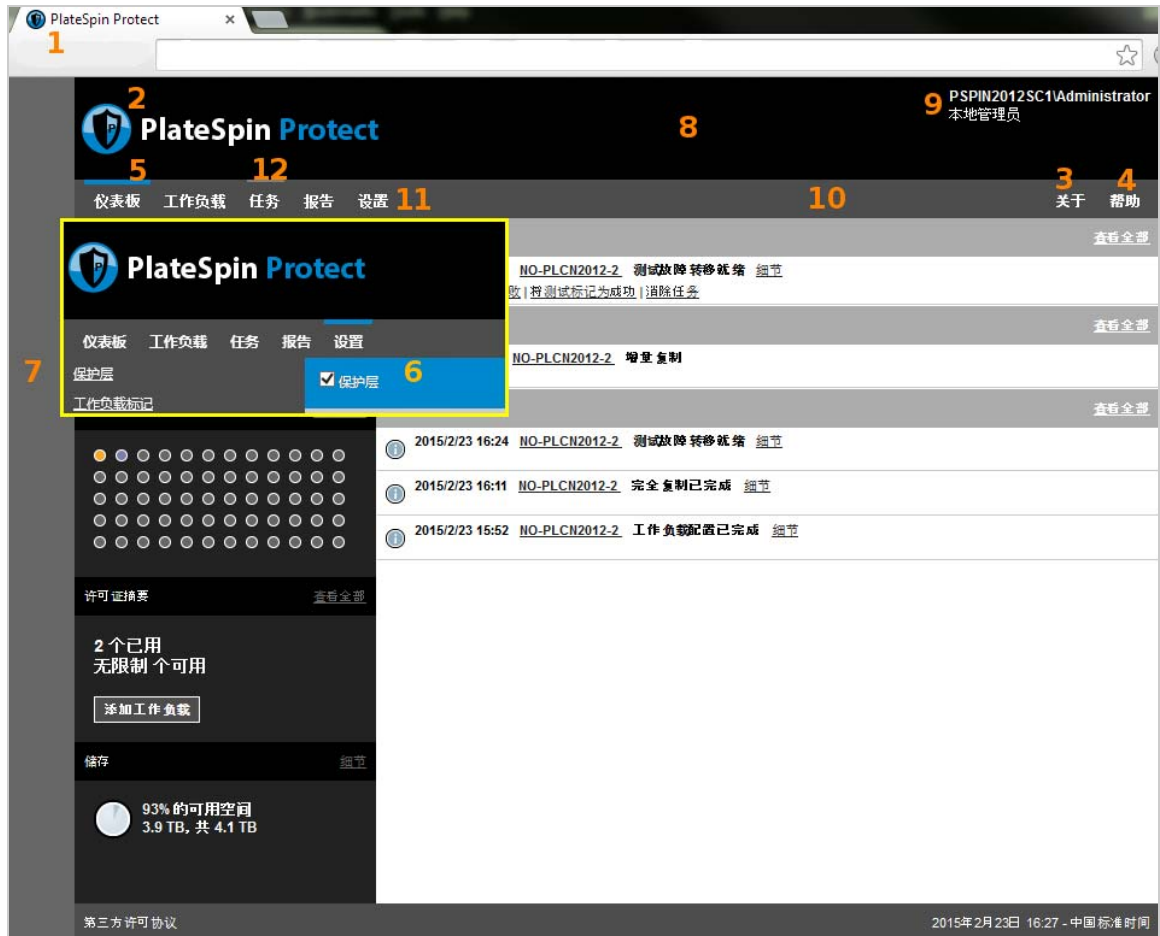 PlateSpin Protect ×
1
2
PlateSpin Protect
8
9 PSPIN2012SC1\Administrator
本地管理员
5 12 3 4
仪表板 工作负载 任务 报告 设置 11 10 关于 帮助
查看全部
PlateSpin Protect
NO-PLCN2012-2 测试故障转移就绪 细节
败 | 将测试标记为成功 | 消除任务
查看全部
仪表板 工作负载 任务 报告 设置
NO-PLCN2012-2 增量复制
7 保护层 保护层 6
工作负载标记
查看全部
2015/2/23 16:24 NO-PLCN2012-2 测试故障转移就绪 细节
2015/2/23 16:11 NO-PLCN2012-2 完全复制已完成 细节
2015/2/23 15:52 NO-PLCN2012-2 工作负载配置已完成 细节
许可证摘要 查看全部
2 个已用
无限制 个可用
添加工作负载
储存 细节
93% 的可用空间
3.9 TB, 共 4.1 TB
第三方许可协议 2015年2月23日 16:27 - 中国标准时间